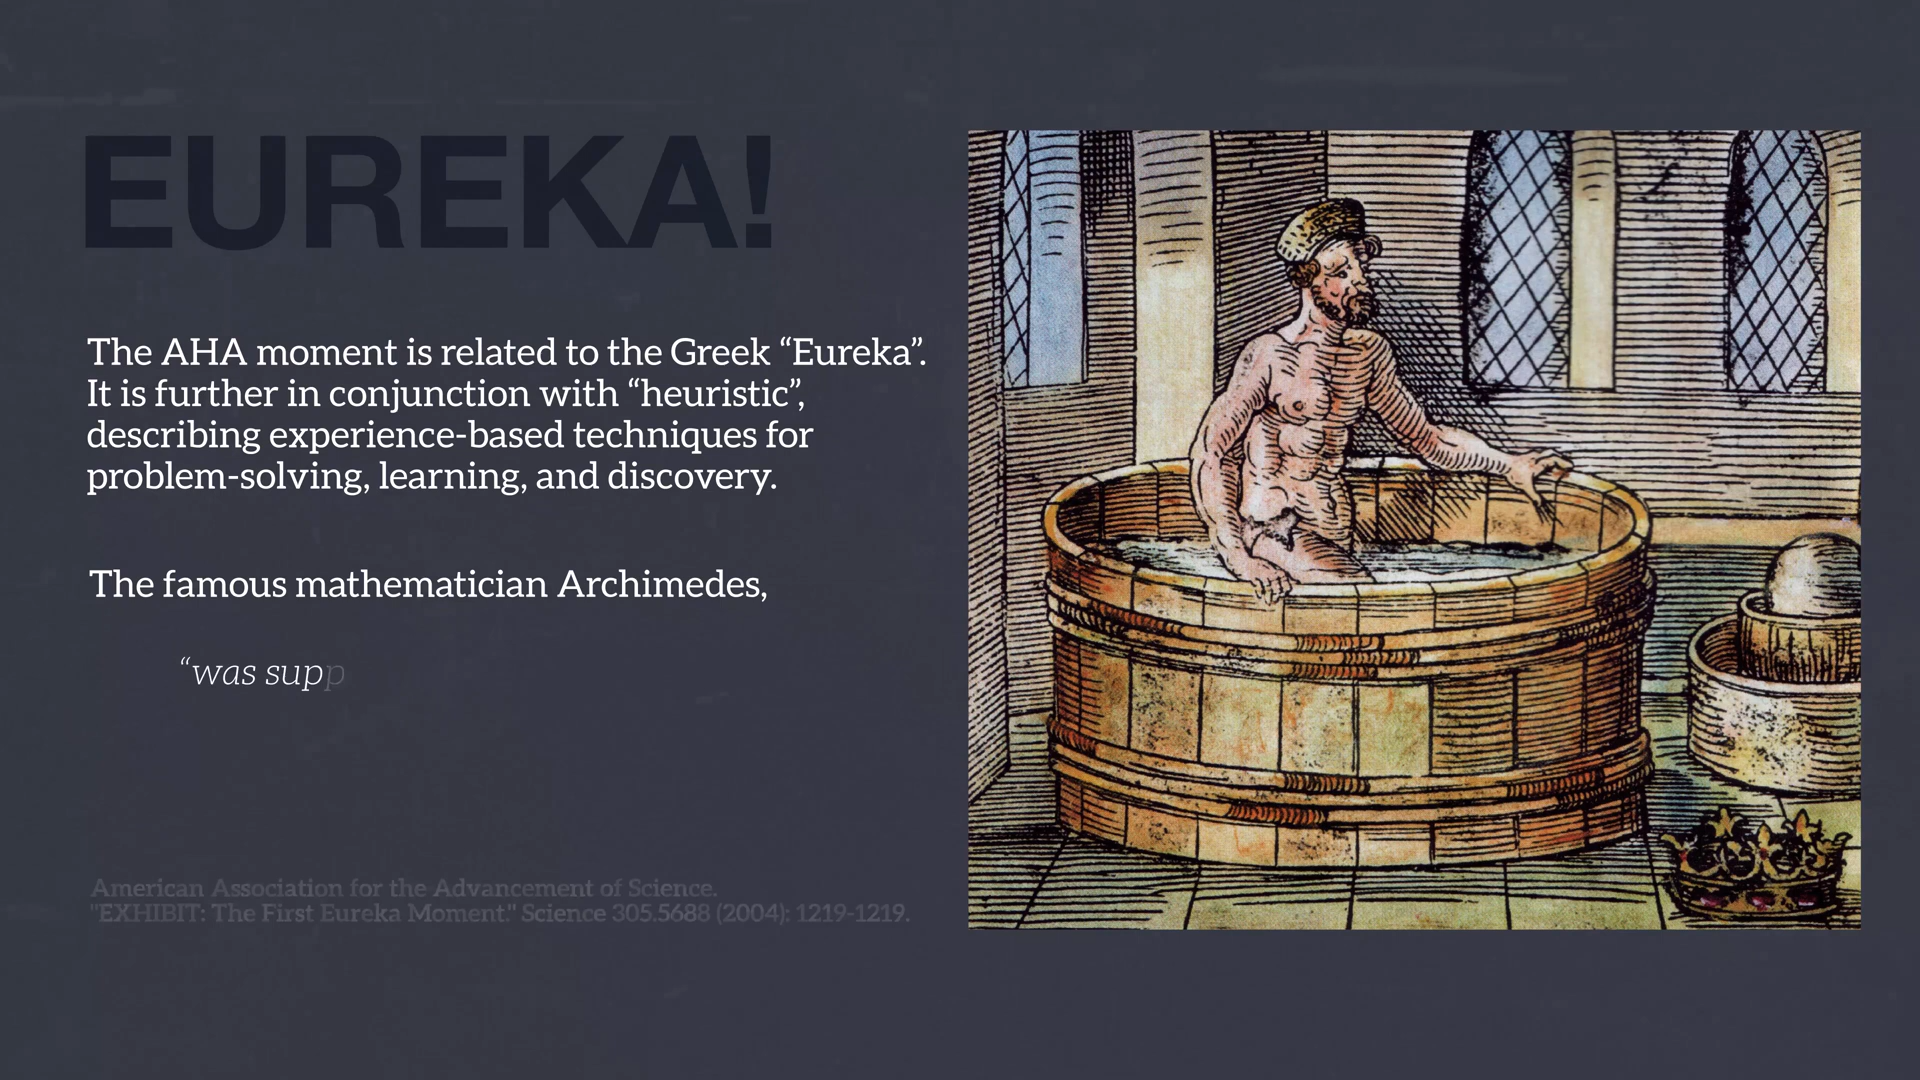 EUREKA!
The AHA moment is related to the Greek “Eureka”.
It is further in conjunction with “heuristic”,
describing experience-based techniques for
problem-solving, learning, and discovery.
The famous mathematician Archimedes,
“was supp
American Association for the Advancement of Science.
"EXHIBIT: The First Eureka Moment." Science 305.5688 (2004): 1219-1219.